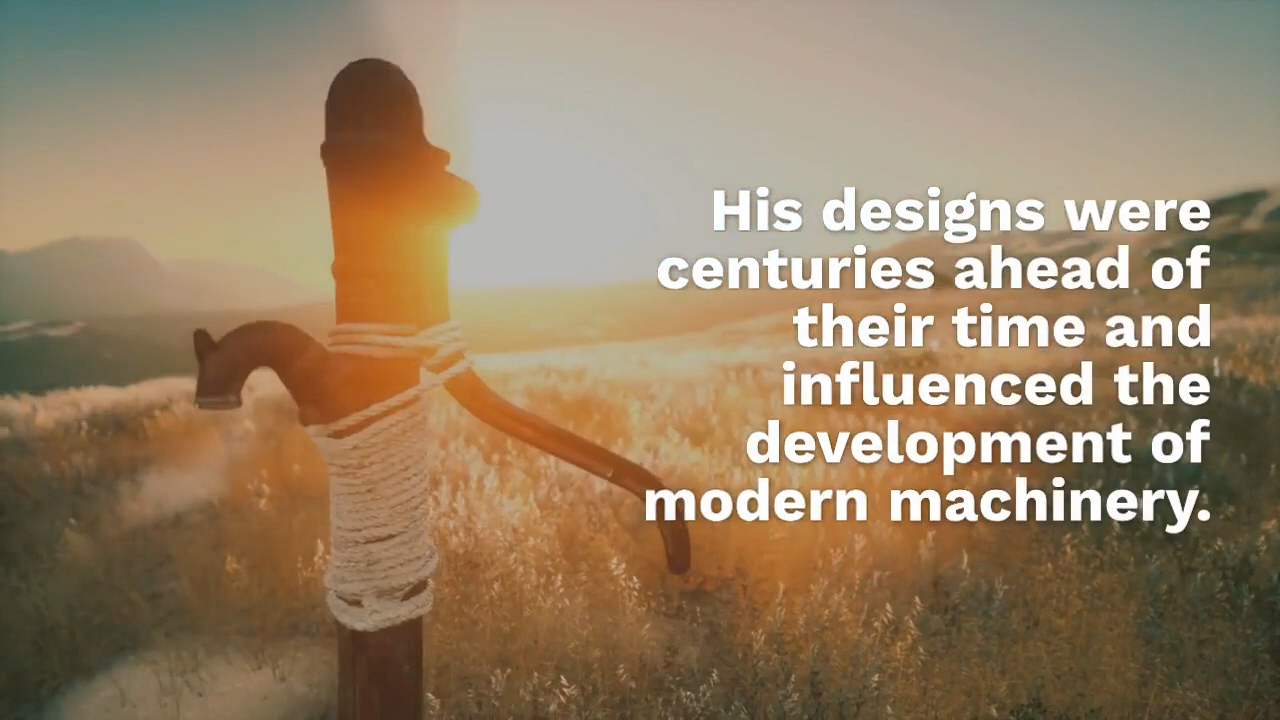 His designs were
centuries ahead of
their time and
influenced the
development of
modern machinery.